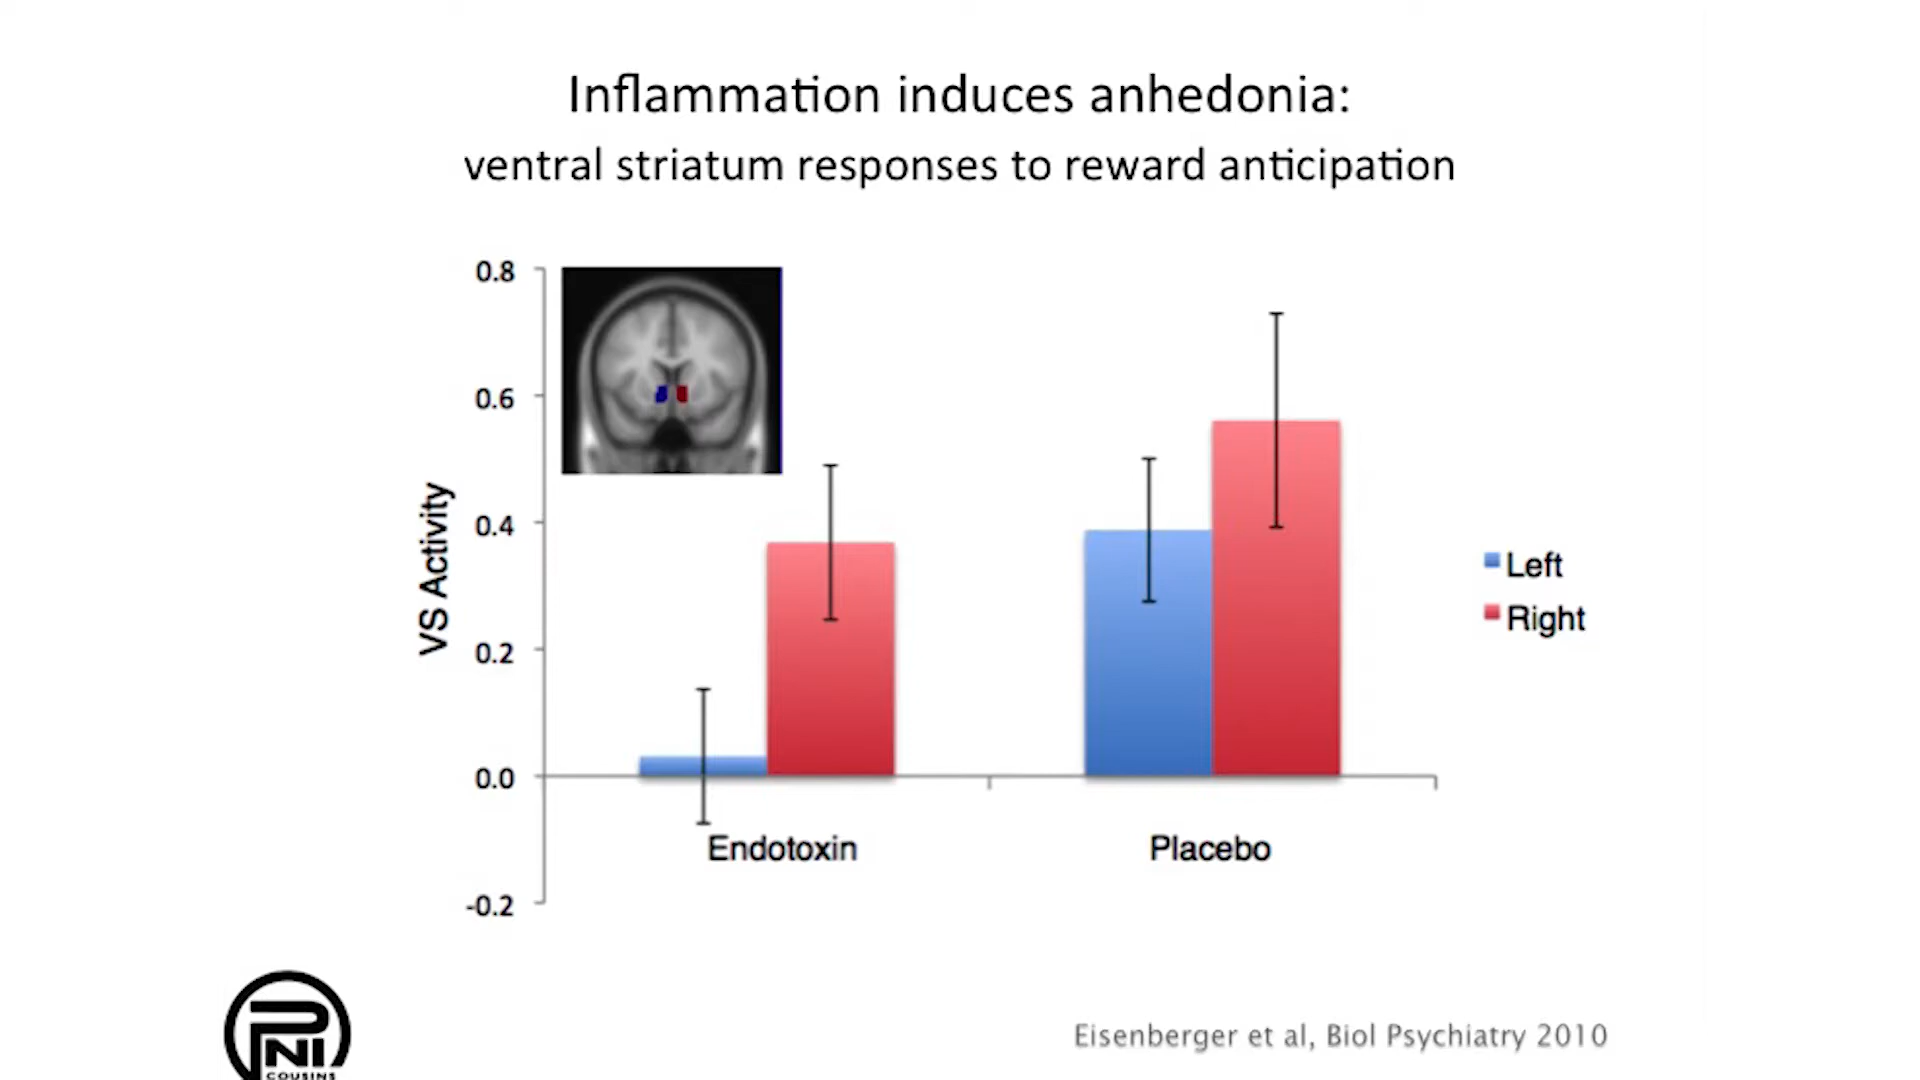 Inflammation induces anhedonia:
ventral striatum responses to reward anticipation
0.8
0.6
0.4
0.2
0.0
-0.2
VS Activity
Endotoxin
Placebo
Left
Right
PNI
COUSINS
Eisenberger et al, Biol Psychiatry 2010